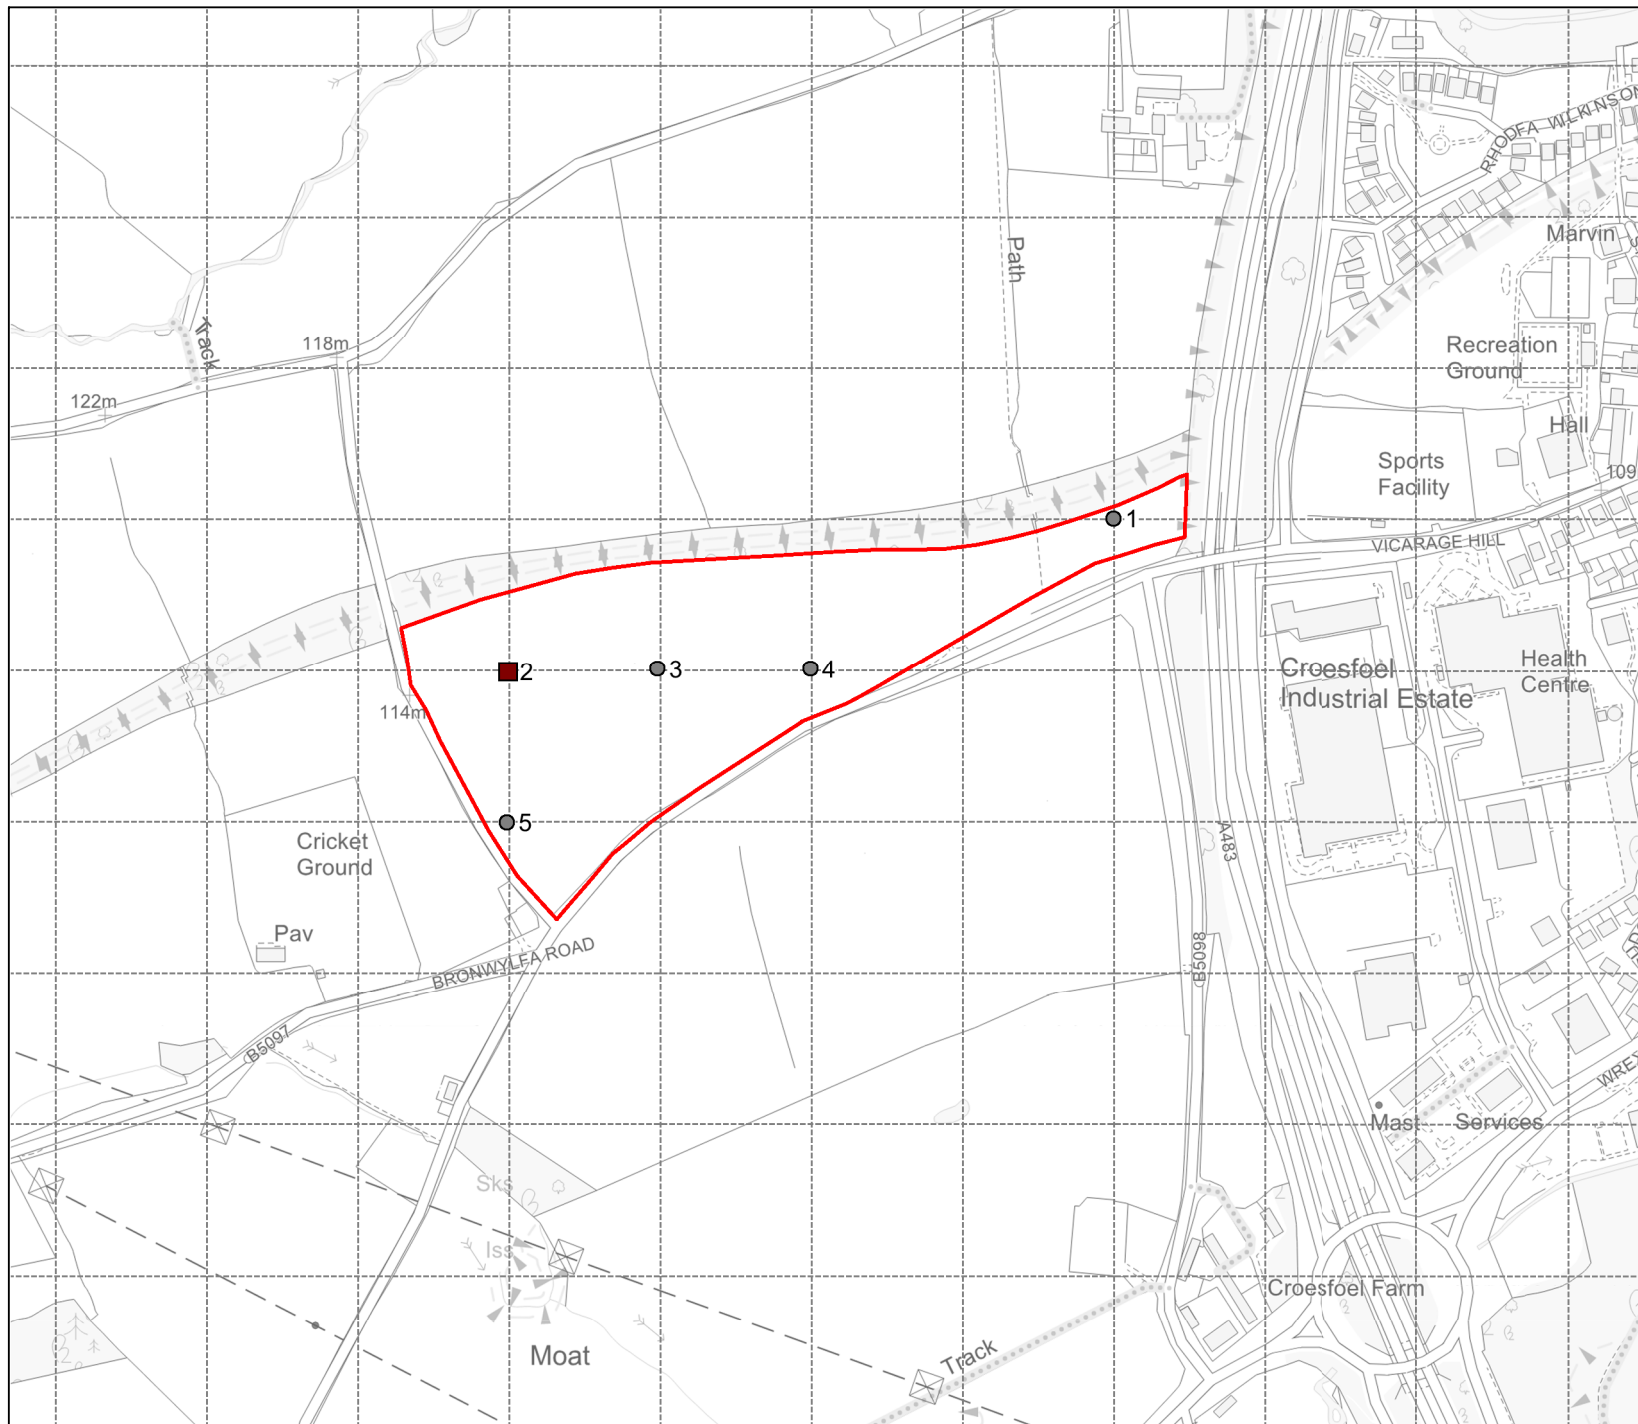 RHODFA WILKINSON
Marvin
Path
Track
118m
122m
Recreation
Ground
Hall
Sports
Facility
109
1
VICARAGE HILL
2
3
4
Croesfoel
Industrial Estate
Health
Centre
114m
5
Cricket
Ground
A483
Pav
BRONWYLFA ROAD
B5098
B5097
WREX
Mast
Services
Sks
Iss
Croesfoel Farm
Moat
Track